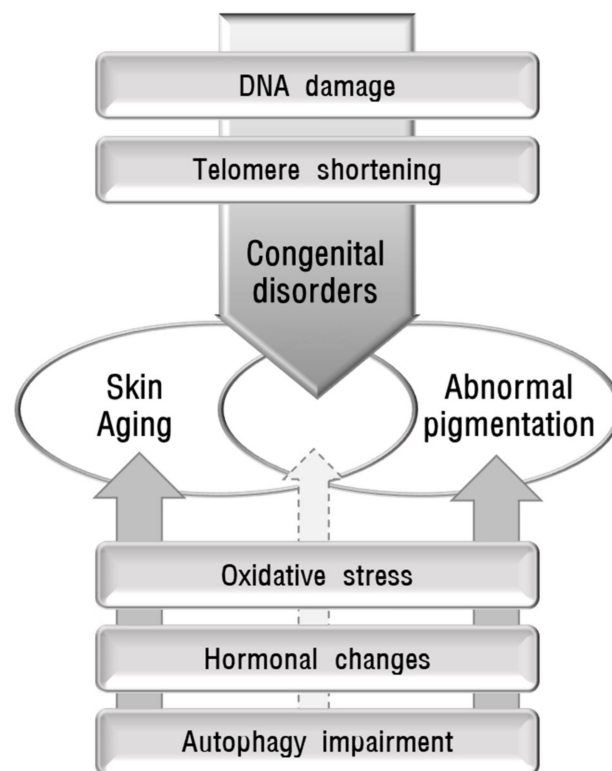 DNA damage
Telomere shortening
Congenital
disorders
Skin
Aging
Abnormal
pigmentation
Oxidative stress
Hormonal changes
Autophagy impairment